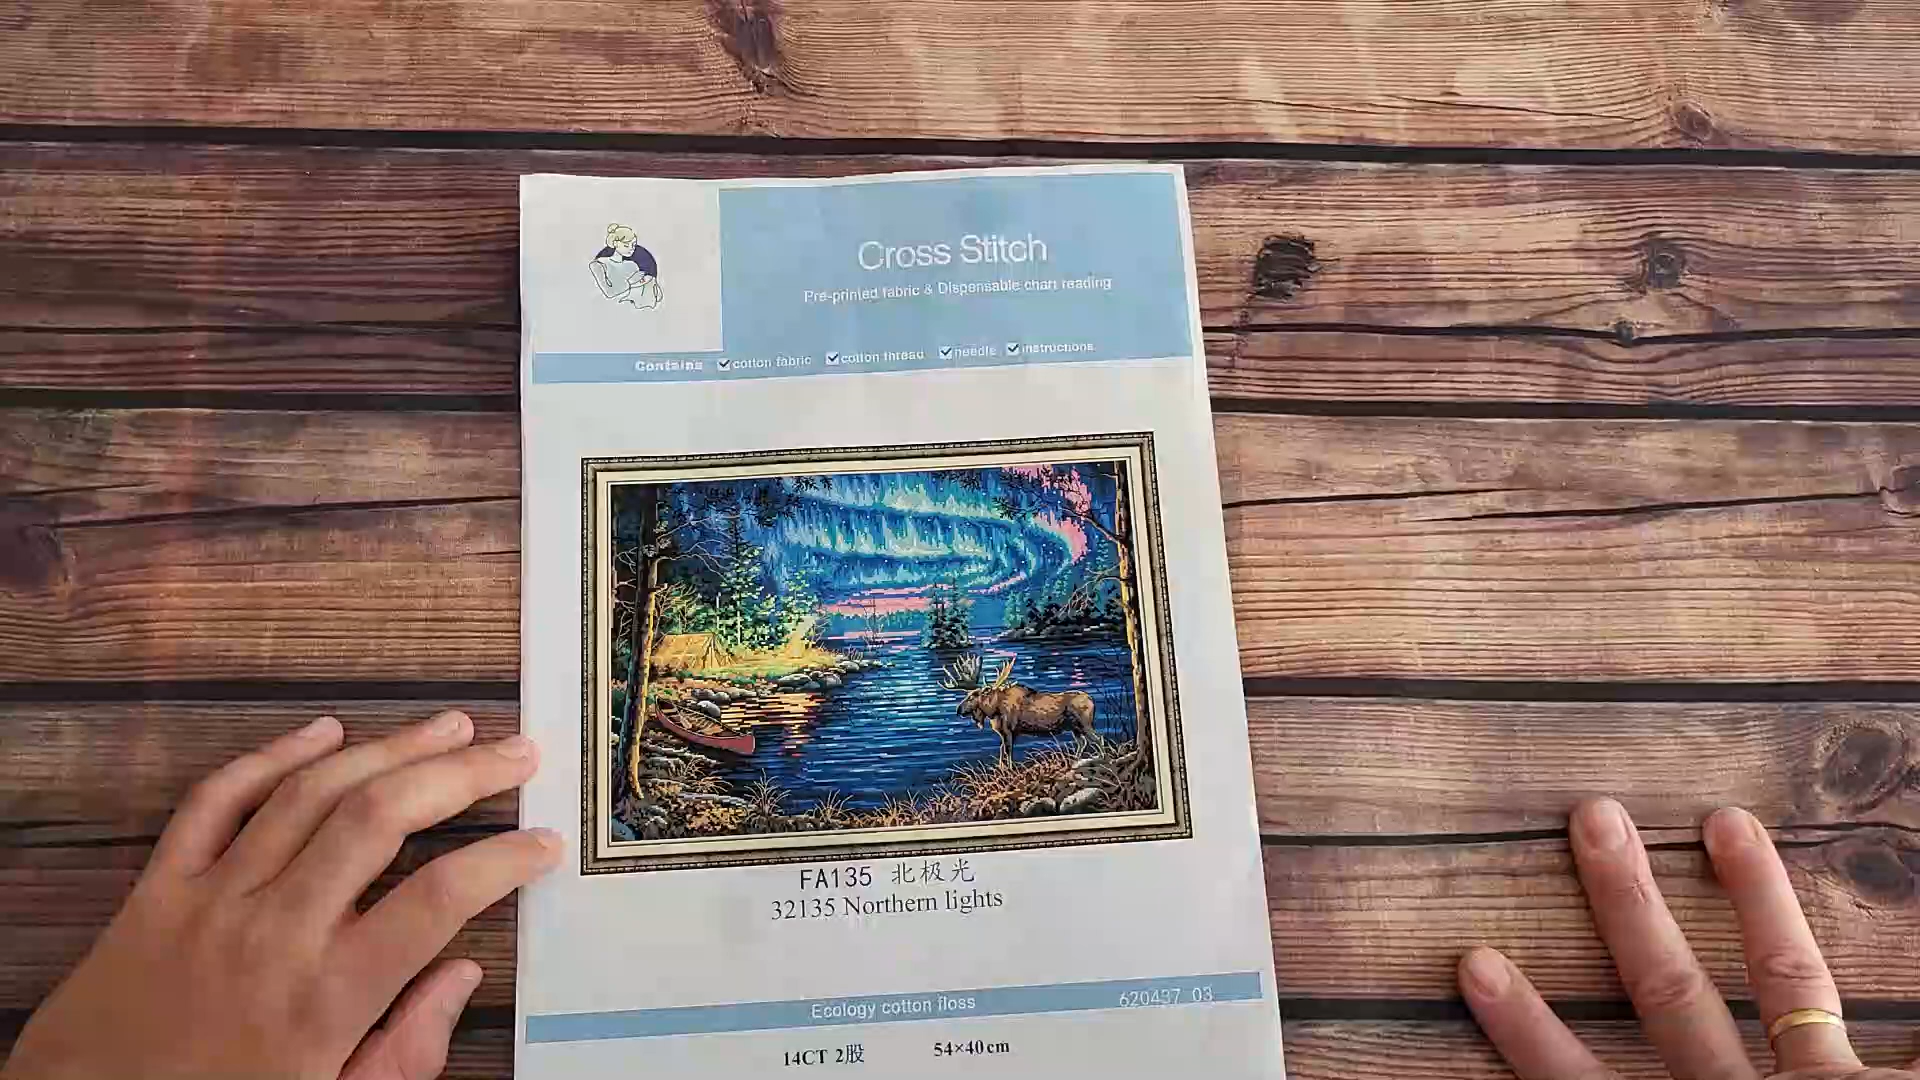 Cross Stitch
Pre-printed fabric & Dispensable chart reading
Contains cotton fabric cotton thread needle instructions
FA135 北极光
32135 Northern lights
Ecology cotton floss 620437 03
14CT 2股 54×40cm